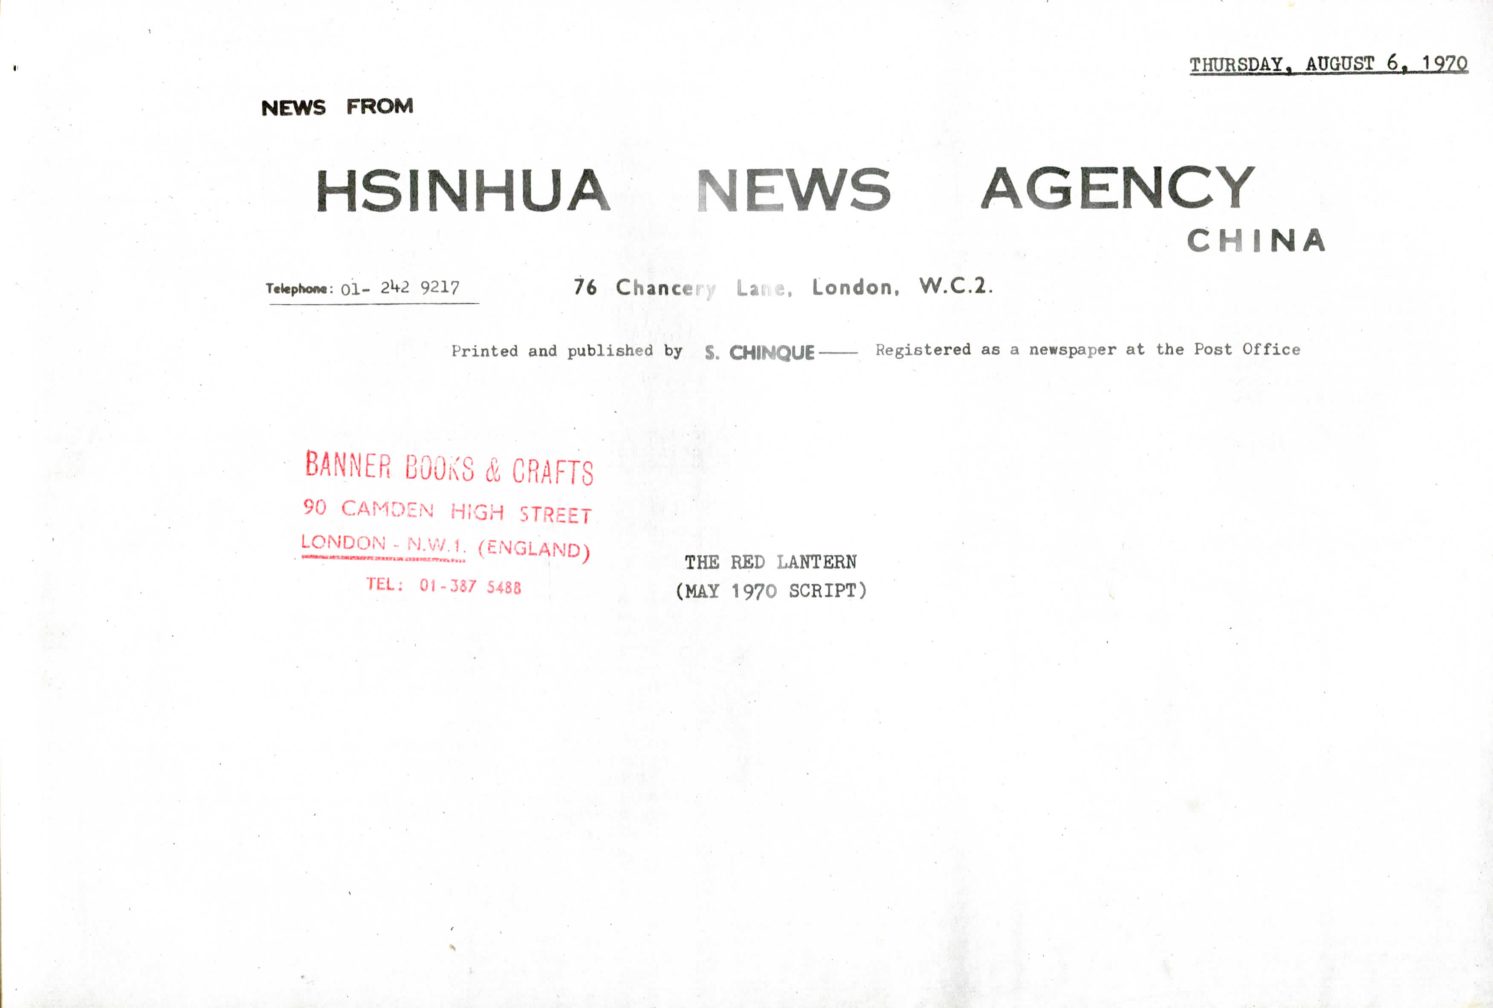 THURSDAY, AUGUST 6, 1970
NEWS FROM
HSINHUA NEWS AGENCY
CHINA
Telephone: 01- 242 9217 76 Chancery Lane, London, W.C.2.
Printed and published by S. CHINQUE—— Registered as a newspaper at the Post Office
BANNER BOOKS & CRAFTS
90 CAMDEN HIGH STREET
LONDON - N.W.1. (ENGLAND)
TEL: 01-387 5488
THE RED LANTERN
(MAY 1970 SCRIPT)